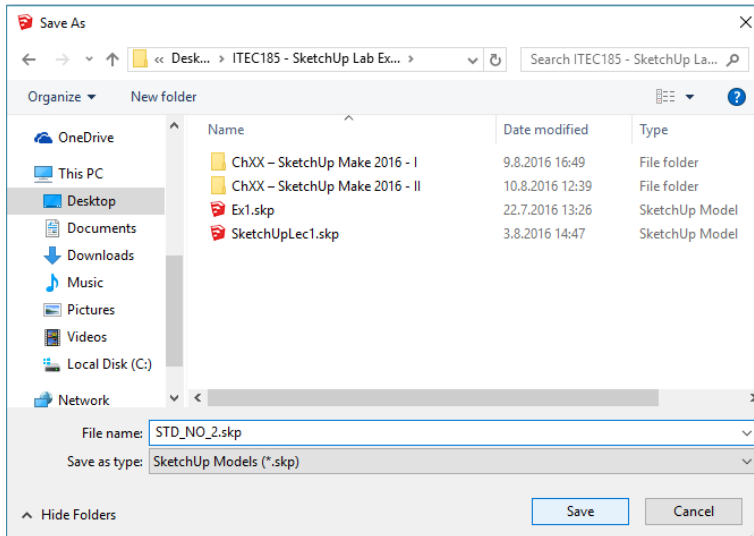 Save As
« Desk... > ITEC185 - SketchUp Lab Ex... > Search ITEC185 - SketchUp La...
Organize New folder ?
Name Date modified Type
OneDrive
This PC
Desktop
Documents
Downloads
Music
Pictures
Videos
Local Disk (C:)
Network
ChXX – SketchUp Make 2016 - I 9.8.2016 16:49 File folder
ChXX – SketchUp Make 2016 - II 10.8.2016 12:39 File folder
Ex1.skp 22.7.2016 13:26 SketchUp Model
SketchUpLec1.skp 3.8.2016 14:47 SketchUp Model
File name: STD_NO_2.skp
Save as type: SketchUp Models (*.skp)
Hide Folders Save Cancel